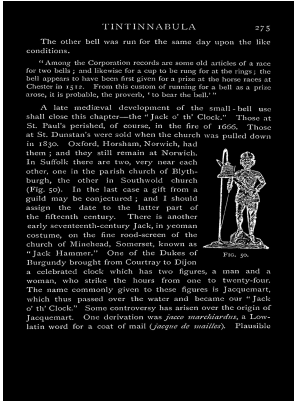 TINTINNABULA 275
The other bell was run for the same day upon the like
conditions.
"Among the Corporation records are some old articles of a race
for two bells; and likewise for a cup to be rung for at the rings; the
bell appears to have been first given for a prize at the horse races at
Chester in 1512. From this custom of running for a bell as a prize
arose, it is probable, the proverb, 'to bear the bell.'"
A late mediæval development of the small-bell use
shall close this chapter—the "Jack o' th' Clock." Those at
St. Paul's perished, of course, in the fire of 1666. Those
at St. Dunstan's were sold when the church was pulled down
in 1830. Oxford, Horsham, Norwich, had
them; and they still remain at Norwich.
In Suffolk there are two, very near each
other, one in the parish church of Blyth-
burgh, the other in Southwold church
(Fig. 50). In the last case a gift from a
guild may be conjectured; and I should
assign the date to the latter part of
the fifteenth century. There is another
early seventeenth-century Jack, in yeoman
costume, on the fine rood-screen of the
church of Minehead, Somerset, known as
"Jack Hammer." One of the Dukes of
Burgundy brought from Courtray to Dijon
FIG. 50.
a celebrated clock which has two figures, a man and a
woman, who strike the hours from one to twenty-four.
The name commonly given to these figures is Jacquemart,
which thus passed over the water and became our "Jack
o' th' Clock." Some controversy has arisen over the origin of
Jacquemart. One derivation was jacco marchiardus, a Low-
latin word for a coat of mail (jacque de mailles). Plausible